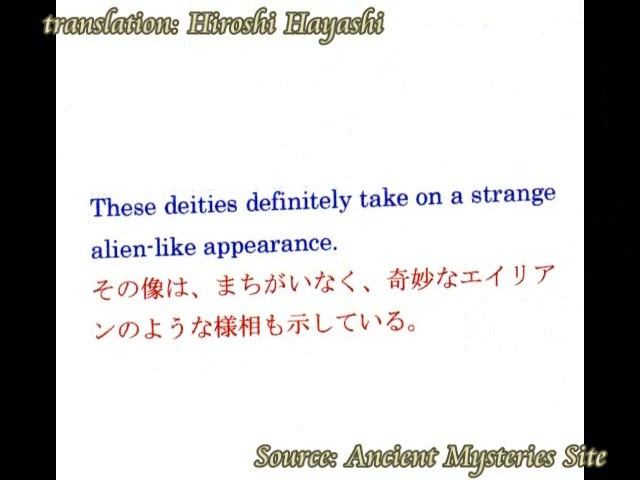 translation: Hiroshi Hayashi
These deities definitely take on a strange
alien-like appearance.
その像は、まちがいなく、奇妙なエイリア
ンのような様相も示している。
Source: Ancient Mysteries Site